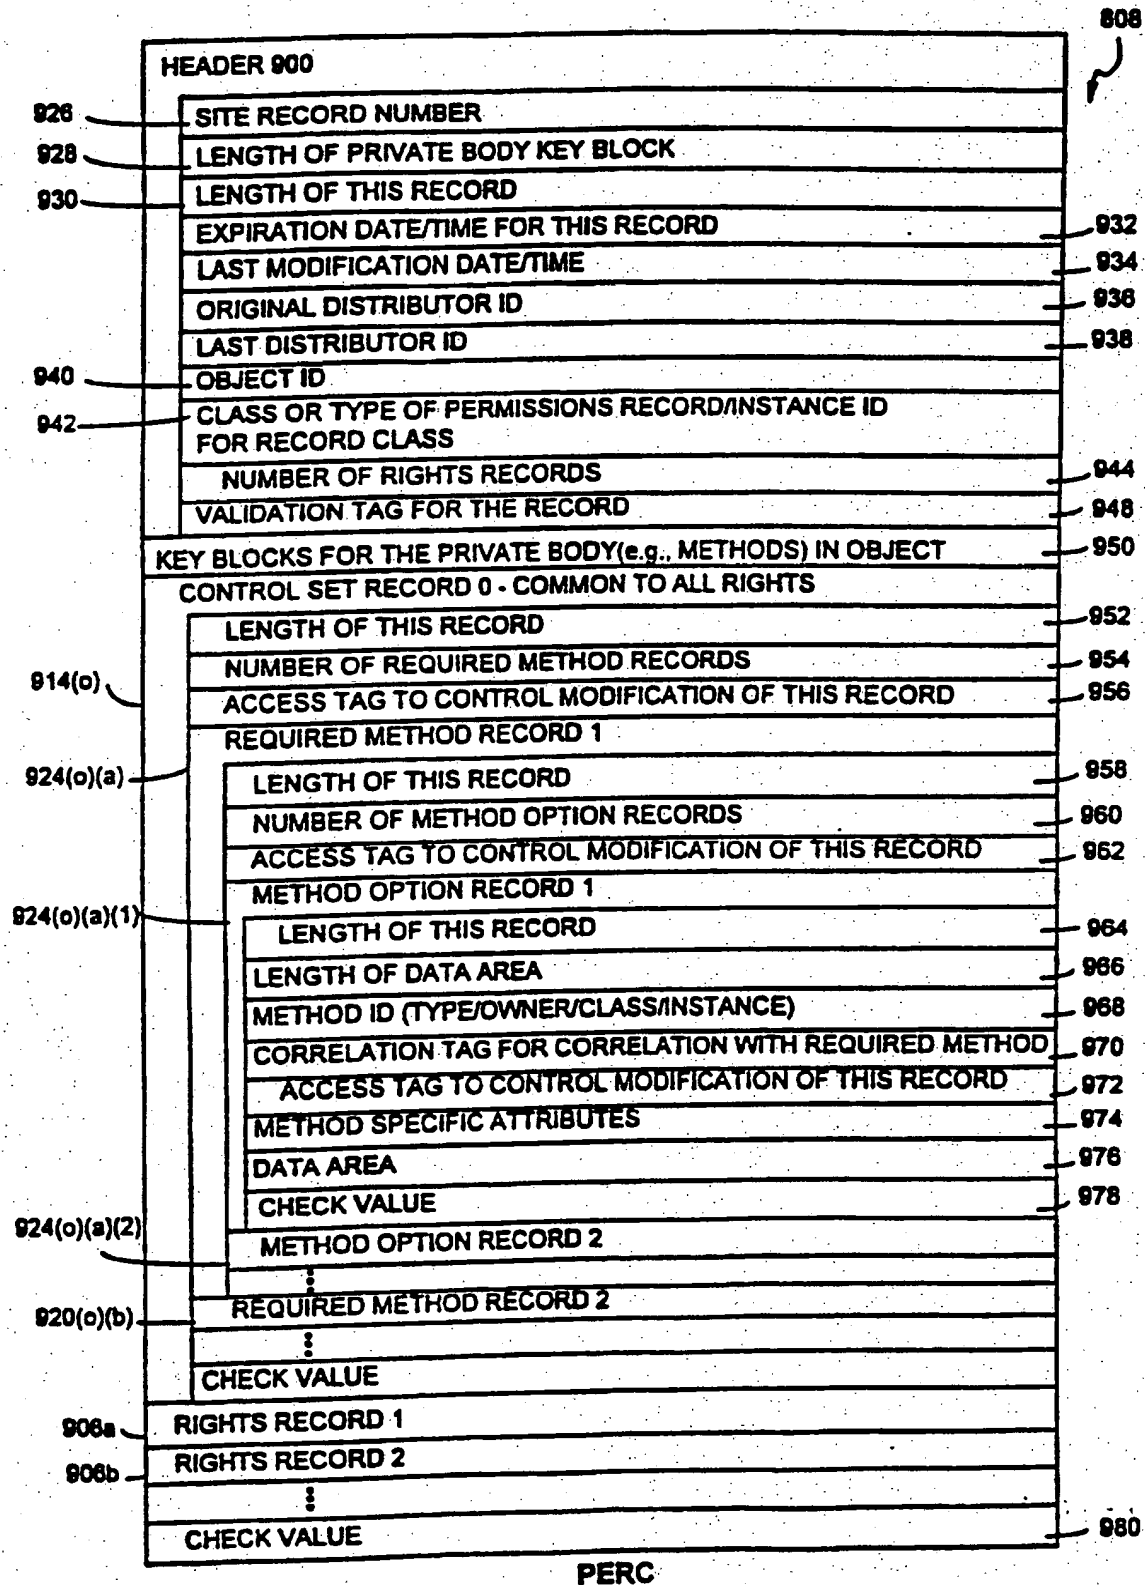 808
HEADER 900
926 SITE RECORD NUMBER
928 LENGTH OF PRIVATE BODY KEY BLOCK
930 LENGTH OF THIS RECORD
EXPIRATION DATE/TIME FOR THIS RECORD 932
LAST MODIFICATION DATE/TIME 934
ORIGINAL DISTRIBUTOR ID 936
LAST DISTRIBUTOR ID 938
940 OBJECT ID
942 CLASS OR TYPE OF PERMISSIONS RECORD/INSTANCE ID
FOR RECORD CLASS
NUMBER OF RIGHTS RECORDS 944
VALIDATION TAG FOR THE RECORD 948
KEY BLOCKS FOR THE PRIVATE BODY(e.g., METHODS) IN OBJECT 950
CONTROL SET RECORD 0 - COMMON TO ALL RIGHTS
LENGTH OF THIS RECORD 952
NUMBER OF REQUIRED METHOD RECORDS 954
914(o) ACCESS TAG TO CONTROL MODIFICATION OF THIS RECORD 956
REQUIRED METHOD RECORD 1
924(o)(a) LENGTH OF THIS RECORD 958
NUMBER OF METHOD OPTION RECORDS 960
ACCESS TAG TO CONTROL MODIFICATION OF THIS RECORD 962
METHOD OPTION RECORD 1
924(o)(a)(1) LENGTH OF THIS RECORD 964
LENGTH OF DATA AREA 966
METHOD ID (TYPE/OWNER/CLASS/INSTANCE) 968
CORRELATION TAG FOR CORRELATION WITH REQUIRED METHOD 970
ACCESS TAG TO CONTROL MODIFICATION OF THIS RECORD 972
METHOD SPECIFIC ATTRIBUTES 974
DATA AREA 976
CHECK VALUE 978
924(o)(a)(2) METHOD OPTION RECORD 2
920(o)(b) REQUIRED METHOD RECORD 2
CHECK VALUE
906a RIGHTS RECORD 1
906b RIGHTS RECORD 2
CHECK VALUE 980
PERC